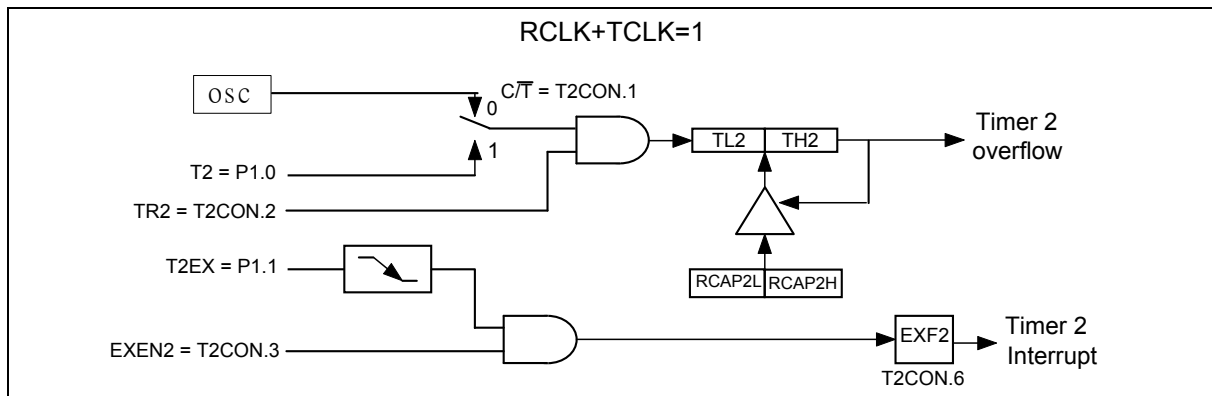 RCLK+TCLK=1
OSC
C/T̅ = T2CON.1
0
1
T2 = P1.0
TR2 = T2CON.2
TL2
TH2
Timer 2
overflow
T2EX = P1.1
RCAP2L
RCAP2H
EXEN2 = T2CON.3
EXF2
T2CON.6
Timer 2
Interrupt